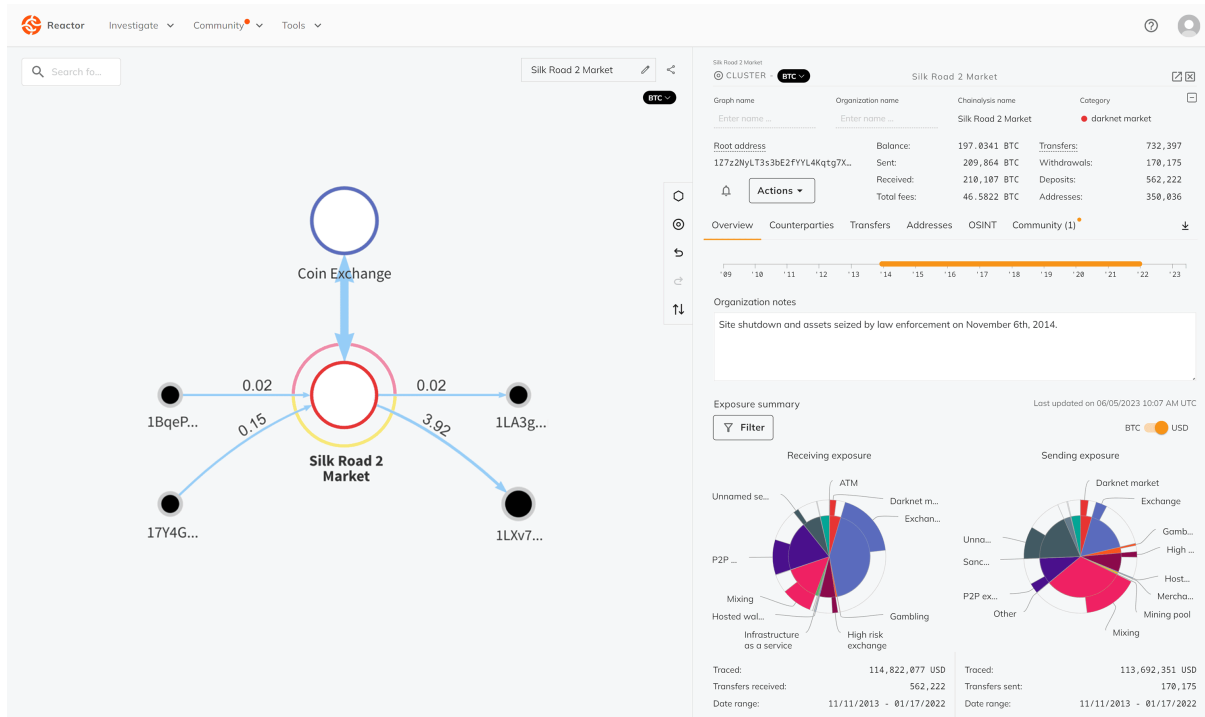 Reactor Investigate Community Tools
Search fo...
Silk Road 2 Market
BTC
Coin Exchange
0.02
0.02
1BqeP...
0.15
3.92
1LA3g...
Silk Road 2
Market
17Y4G...
1LXv7...
Silk Road 2 Market
CLUSTER - BTC Silk Road 2 Market
Graph name Organization name Chainalysis name Category
Enter name ... Enter name ... Silk Road 2 Market darknet market
Root address Balance: 197.0341 BTC Transfers: 732,397
1Z7z2NyLT3s3bE2fYYL4Kqtg7X... Sent: 209,864 BTC Withdrawals: 170,175
Received: 210,107 BTC Deposits: 562,222
Actions Total fees: 46.5822 BTC Addresses: 350,036
Overview Counterparties Transfers Addresses OSINT Community (1)
'09 '10 '11 '12 '13 '14 '15 '16 '17 '18 '19 '20 '21 '22 '23
Organization notes
Site shutdown and assets seized by law enforcement on November 6th, 2014.
Exposure summary Last updated on 06/05/2023 10:07 AM UTC
Filter BTC USD
Receiving exposure
ATM
Unnamed se...
Darknet m...
Exchan...
P2P ...
Mixing
Hosted wal...
Gambling
Infrastructure
as a service
High risk
exchange
Sending exposure
Darknet market
Exchange
Gamb...
Unna...
High ...
Sanc...
Host...
P2P ex...
Mercha...
Other
Mining pool
Mixing
Traced: 114,822,077 USD
Transfers received: 562,222
Date range: 11/11/2013 - 01/17/2022
Traced: 113,692,351 USD
Transfers sent: 170,175
Date range: 11/11/2013 - 01/17/2022